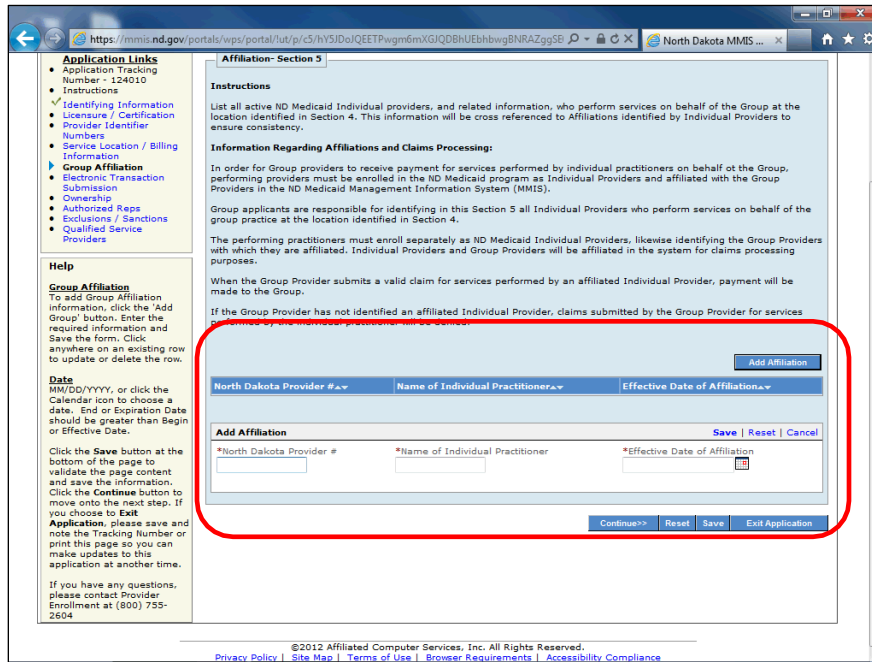 https://mmis.nd.gov/portals/wps/portal/!ut/p/c5/hY5JDoJQEETPwgm6mXGJQDBhUEbhbwgBNRAZggSE
North Dakota MMIS ...
Application Links
Application Tracking
Number - 124010
Instructions
Identifying Information
Licensure / Certification
Provider Identifier
Numbers
Service Location / Billing
Information
Group Affiliation
Electronic Transaction
Submission
Ownership
Authorized Reps
Exclusions / Sanctions
Qualified Service
Providers
Help
Group Affiliation
To add Group Affiliation
information, click the 'Add
Group' button. Enter the
required information and
Save the form. Click
anywhere on an existing row
to update or delete the row.
Date
MM/DD/YYYY, or click the
Calendar icon to choose a
date. End or Expiration Date
should be greater than Begin
or Effective Date.
Click the Save button at the
bottom of the page to
validate the page content
and save the information.
Click the Continue button to
move onto the next step. If
you choose to Exit
Application, please save and
note the Tracking Number or
print this page so you can
make updates to this
application at another time.
If you have any questions,
please contact Provider
Enrollment at (800) 755-
2604
Affiliation- Section 5
Instructions
List all active ND Medicaid Individual providers, and related information, who perform services on behalf of the Group at the
location identified in Section 4. This information will be cross referenced to Affiliations identified by Individual Providers to
ensure consistency.
Information Regarding Affiliations and Claims Processing:
In order for Group providers to receive payment for services performed by individual practitioners on behalf ot the Group,
performing providers must be enrolled in the ND Medicaid program as Individual Providers and affiliated with the Group
Providers in the ND Medicaid Management Information System (MMIS).
Group applicants are responsible for identifying in this Section 5 all Individual Providers who perform services on behalf of the
group practice at the location identified in Section 4.
The performing practitioners must enroll separately as ND Medicaid Individual Providers, likewise identifying the Group Providers
with which they are affiliated. Individual Providers and Group Providers will be affiliated in the system for claims processing
purposes.
When the Group Provider submits a valid claim for services performed by an affiliated Individual Provider, payment will be
made to the Group.
If the Group Provider has not identified an affiliated Individual Provider, claims submitted by the Group Provider for services
performed by the individual practitioner will be denied.
Add Affiliation
North Dakota Provider # Name of Individual Practitioner Effective Date of Affiliation
Add Affiliation Save | Reset | Cancel
*North Dakota Provider # *Name of Individual Practitioner *Effective Date of Affiliation
Continue>> Reset Save Exit Application
©2012 Affiliated Computer Services, Inc. All Rights Reserved.
Privacy Policy | Site Map | Terms of Use | Browser Requirements | Accessibility Compliance